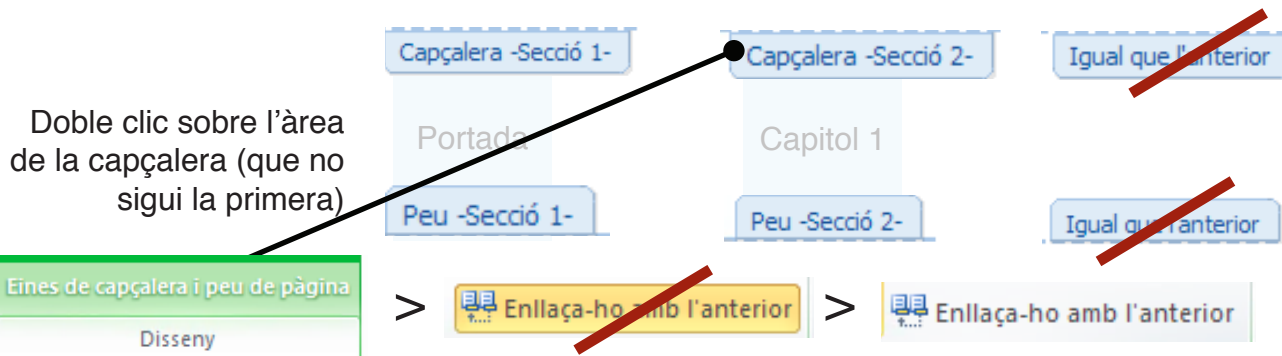 Capçalera -Secció 1-
Capçalera -Secció 2-
Igual que l'anterior
Doble clic sobre l’àrea
de la capçalera (que no
sigui la primera)
Portada
Capitol 1
Peu -Secció 1-
Peu -Secció 2-
Igual que l'anterior
Eines de capçalera i peu de pàgina
Disseny
>
Enllaça-ho amb l'anterior
>
Enllaça-ho amb l'anterior